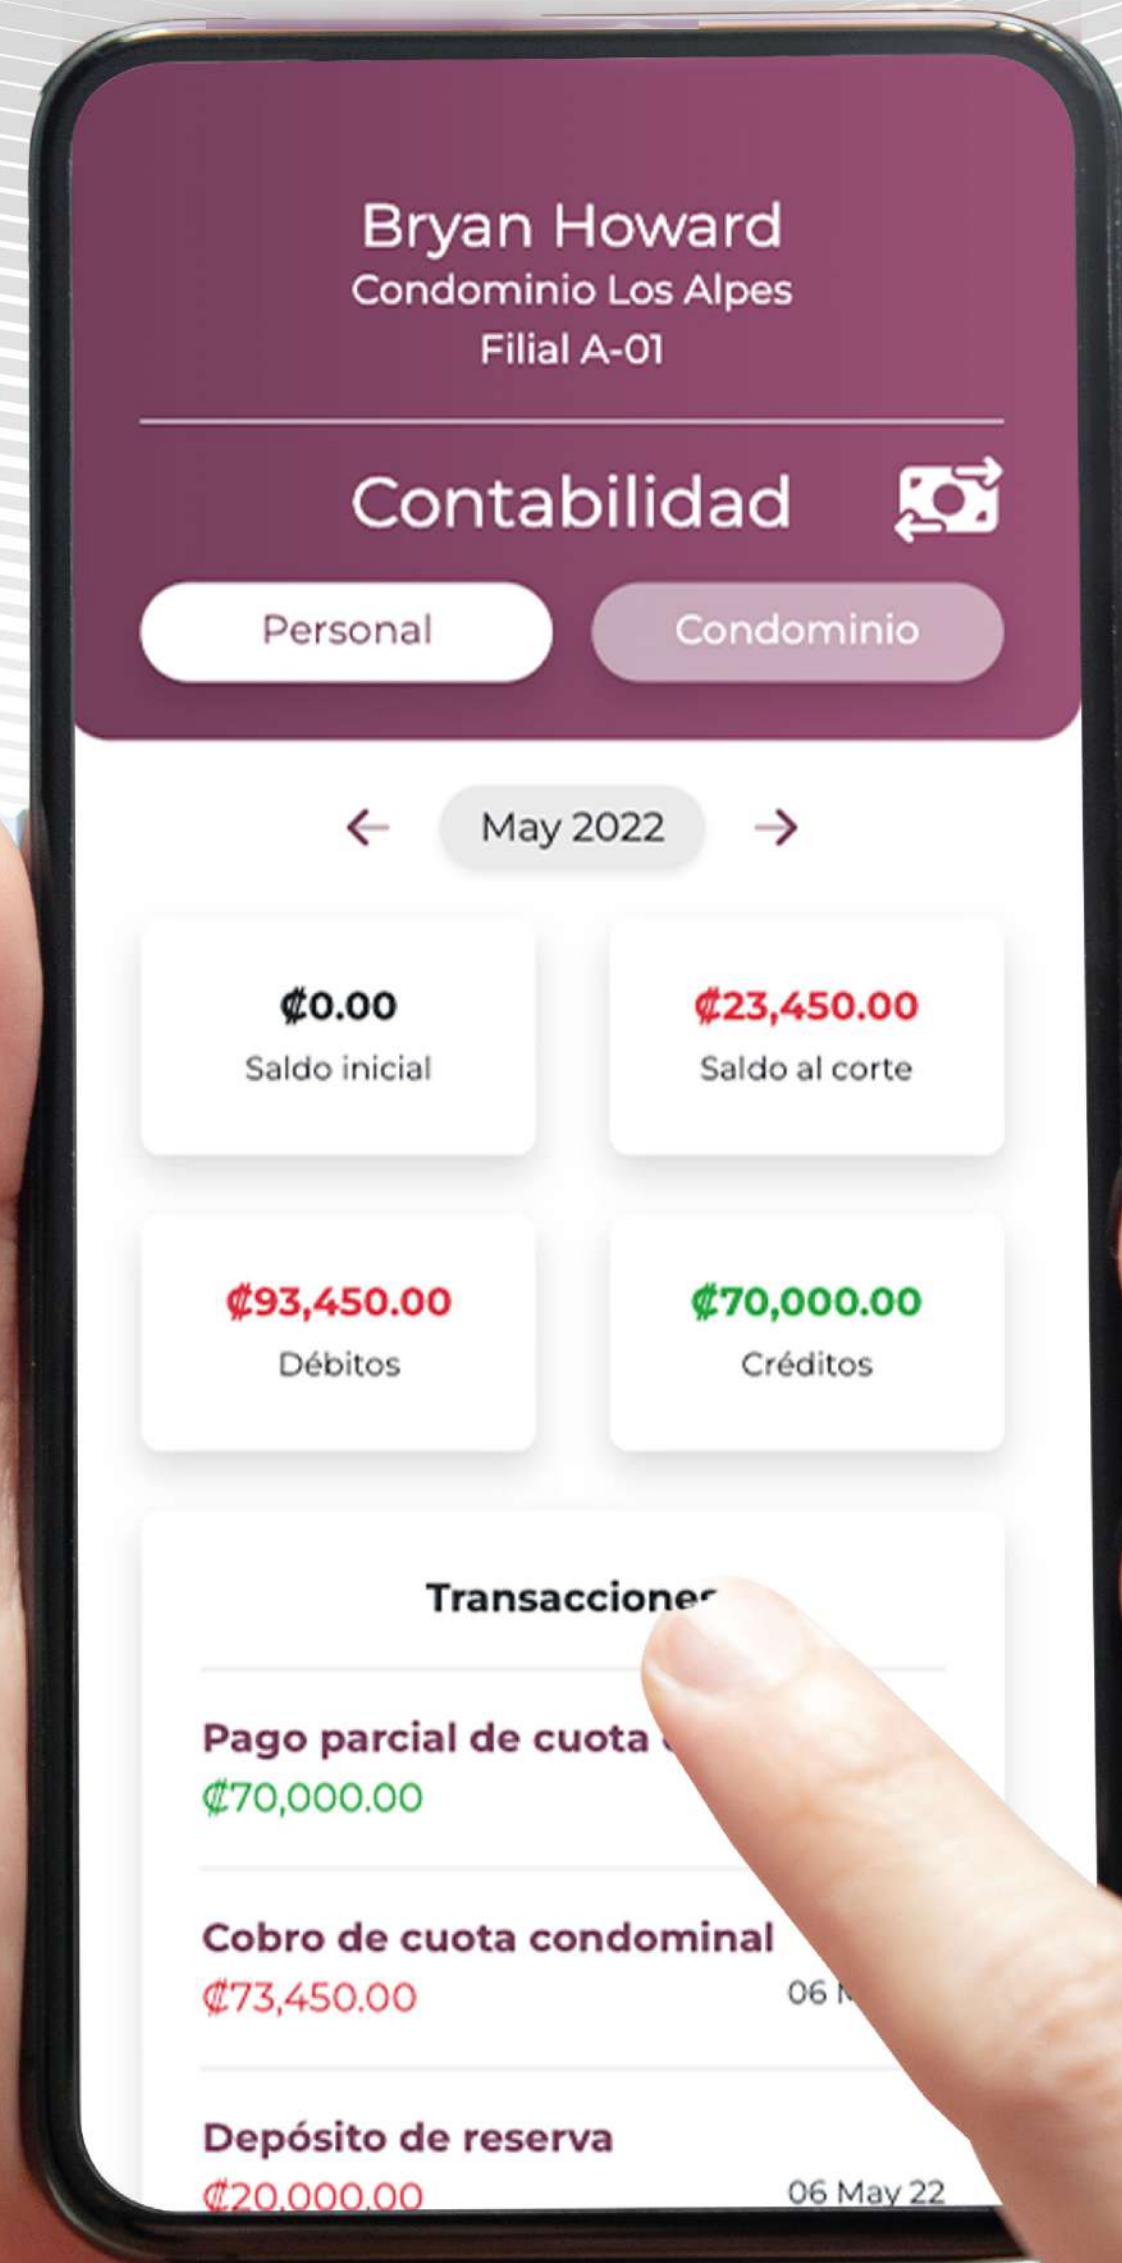 Bryan Howard
Condominio Los Alpes
Filial A-01
Contabilidad
Personal Condominio
May 2022
₡0.00 ₡23,450.00
Saldo inicial Saldo al corte
₡93,450.00 ₡70,000.00
Débitos Créditos
Transacciones
Pago parcial de cuota
₡70,000.00
Cobro de cuota condominal
₡73,450.00 06
Depósito de reserva
₡20,000.00 06 May 22